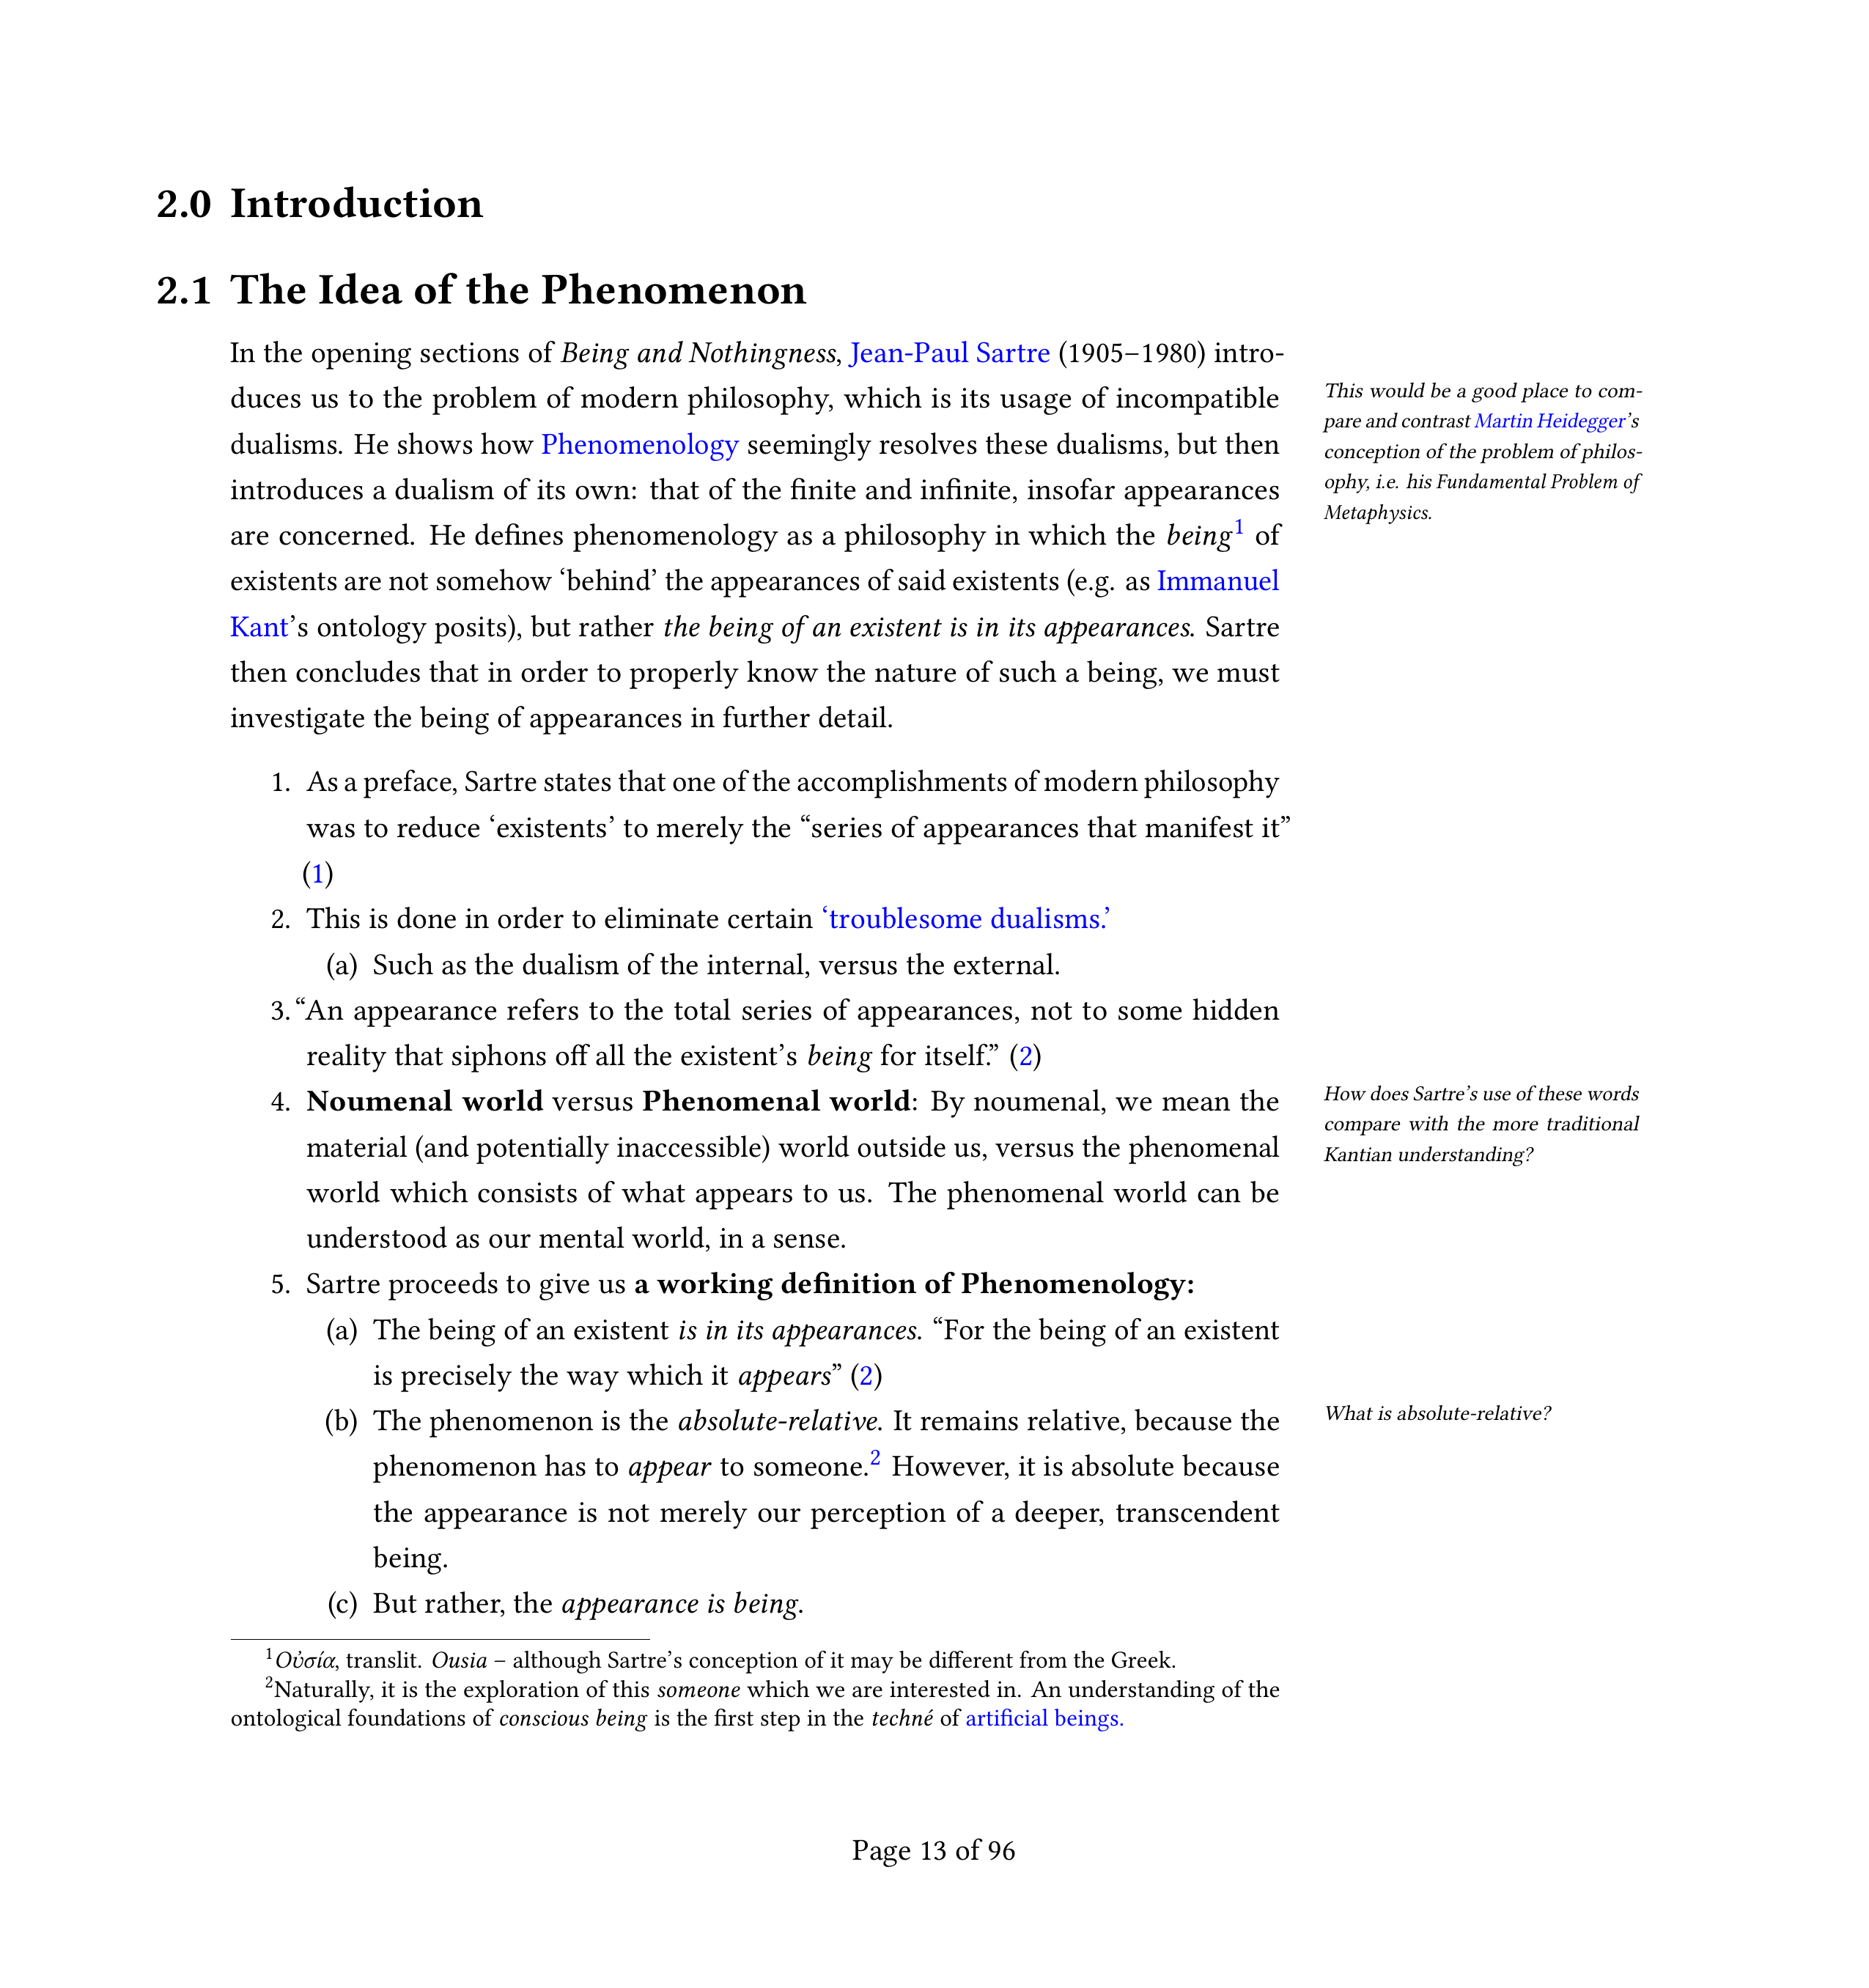 2.0 Introduction
2.1 The Idea of the Phenomenon
In the opening sections of Being and Nothingness, Jean-Paul Sartre (1905–1980) intro-
duces us to the problem of modern philosophy, which is its usage of incompatible
dualisms. He shows how Phenomenology seemingly resolves these dualisms, but then
introduces a dualism of its own: that of the finite and infinite, insofar appearances
are concerned. He defines phenomenology as a philosophy in which the being1 of
existents are not somehow ‘behind’ the appearances of said existents (e.g. as Immanuel
Kant’s ontology posits), but rather the being of an existent is in its appearances. Sartre
then concludes that in order to properly know the nature of such a being, we must
investigate the being of appearances in further detail.
This would be a good place to com-
pare and contrast Martin Heidegger’s
conception of the problem of philos-
ophy, i.e. his Fundamental Problem of
Metaphysics.
1. As a preface, Sartre states that one of the accomplishments of modern philosophy
was to reduce ‘existents’ to merely the “series of appearances that manifest it”
(1)
2. This is done in order to eliminate certain ‘troublesome dualisms.’
(a) Such as the dualism of the internal, versus the external.
3. “An appearance refers to the total series of appearances, not to some hidden
reality that siphons off all the existent’s being for itself.” (2)
4. Noumenal world versus Phenomenal world: By noumenal, we mean the
material (and potentially inaccessible) world outside us, versus the phenomenal
world which consists of what appears to us. The phenomenal world can be
understood as our mental world, in a sense.
How does Sartre’s use of these words
compare with the more traditional
Kantian understanding?
5. Sartre proceeds to give us a working definition of Phenomenology:
(a) The being of an existent is in its appearances. “For the being of an existent
is precisely the way which it appears” (2)
(b) The phenomenon is the absolute-relative. It remains relative, because the
phenomenon has to appear to someone.2 However, it is absolute because
the appearance is not merely our perception of a deeper, transcendent
being.
What is absolute-relative?
(c) But rather, the appearance is being.
1Οὐσία, translit. Ousia – although Sartre’s conception of it may be different from the Greek.
2Naturally, it is the exploration of this someone which we are interested in. An understanding of the
ontological foundations of conscious being is the first step in the techné of artificial beings.
Page 13 of 96